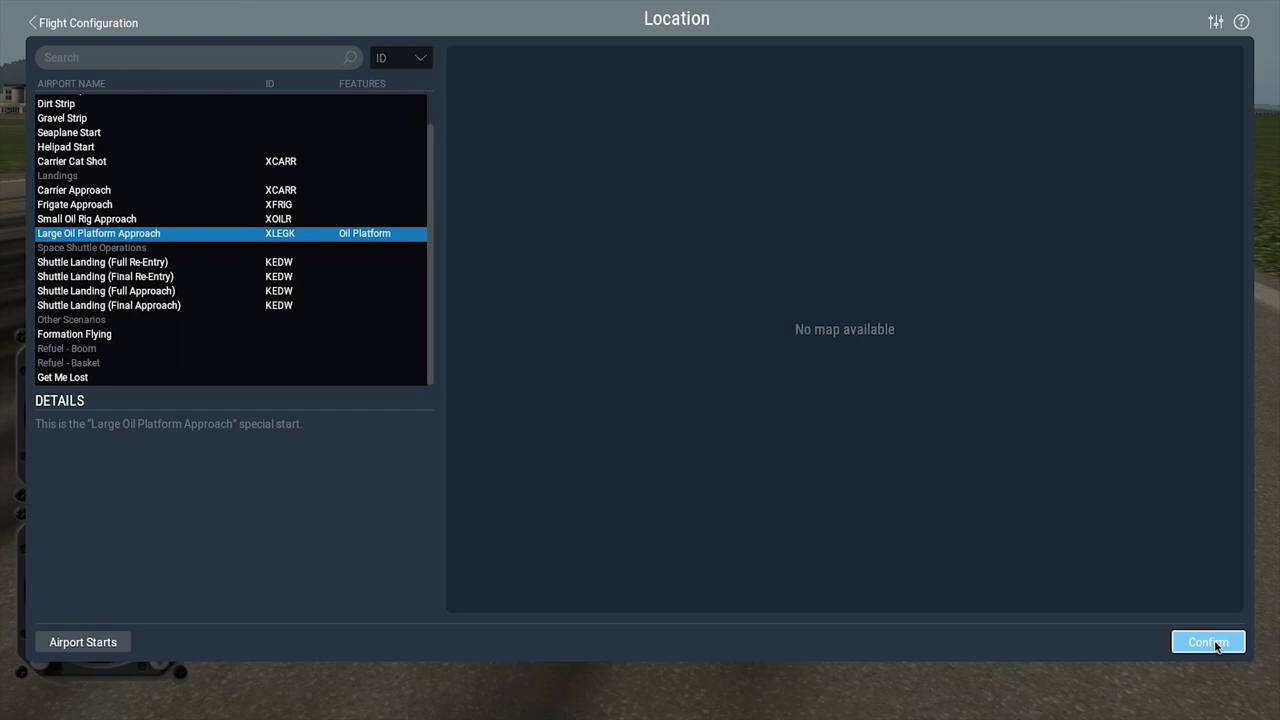 Flight Configuration
Location
Search
ID
AIRPORT NAME ID FEATURES
Dirt Strip
Gravel Strip
Seaplane Start
Helipad Start
Carrier Cat Shot XCARR
Landings
Carrier Approach XCARR
Frigate Approach XFRIG
Small Oil Rig Approach XOILR
Large Oil Platform Approach XLEGK Oil Platform
Space Shuttle Operations
Shuttle Landing (Full Re-Entry) KEDW
Shuttle Landing (Final Re-Entry) KEDW
Shuttle Landing (Full Approach) KEDW
Shuttle Landing (Final Approach) KEDW
Other Scenarios
Formation Flying
Refuel - Boom
Refuel - Basket
Get Me Lost
No map available
DETAILS
This is the “Large Oil Platform Approach” special start.
Airport Starts
Confirm